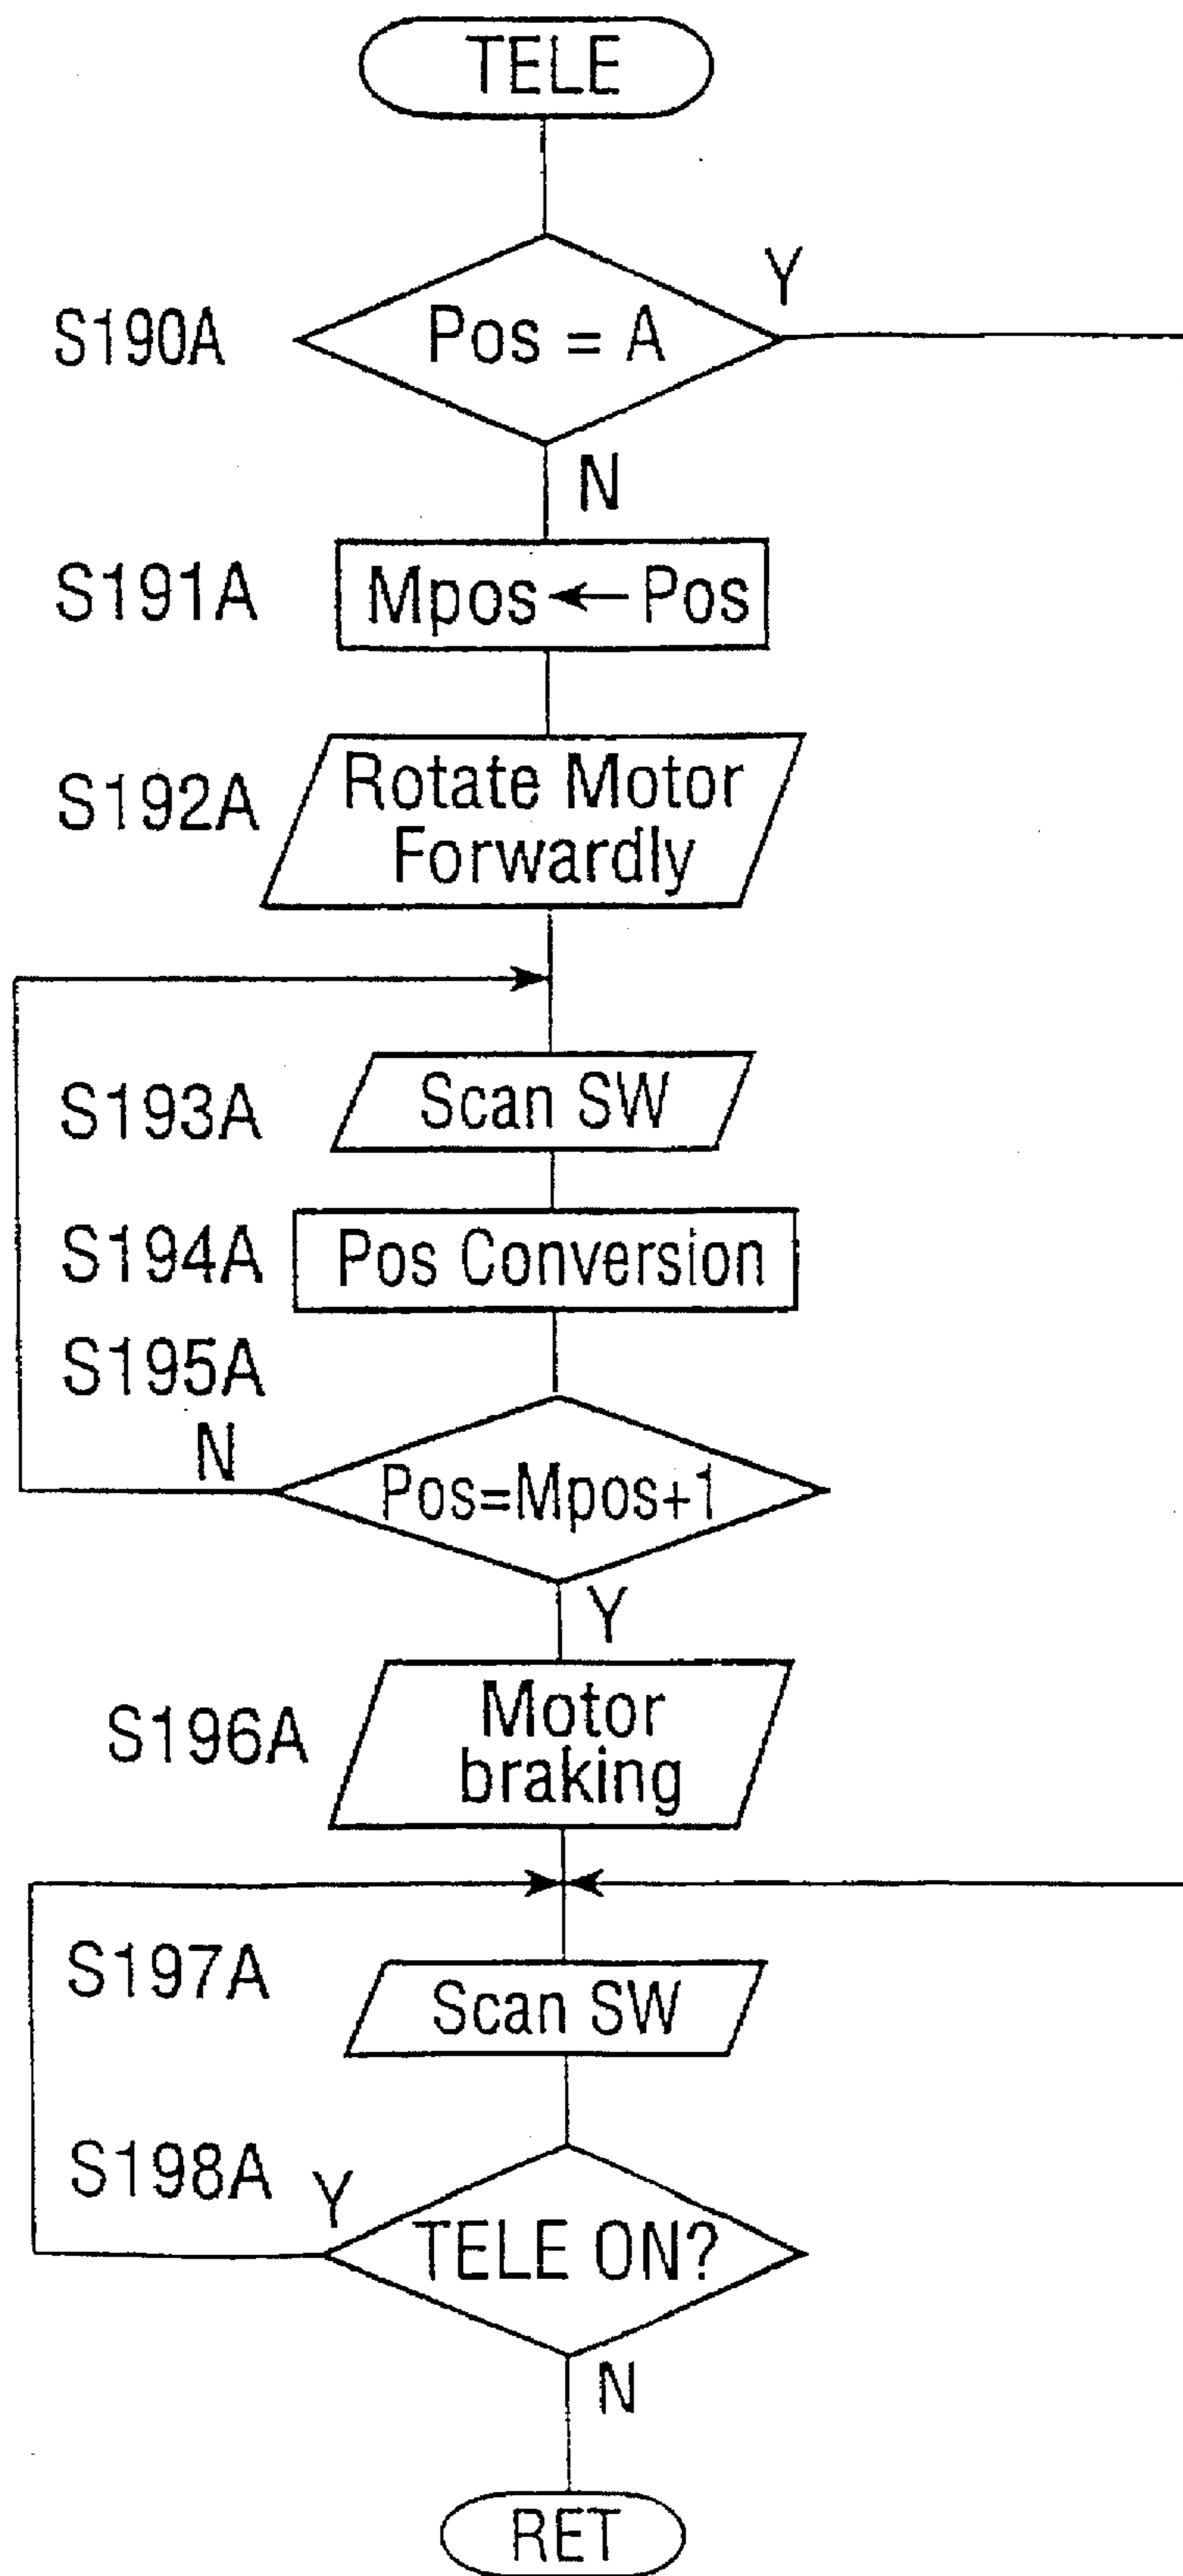 TELE
Y
S190A
Pos = A
N
S191A
Mpos ← Pos
S192A
Rotate Motor
Forwardly
S193A
Scan SW
S194A
Pos Conversion
S195A
N
Pos=Mpos+1
Y
S196A
Motor
braking
S197A
Scan SW
S198A
Y
TELE ON?
N
RET